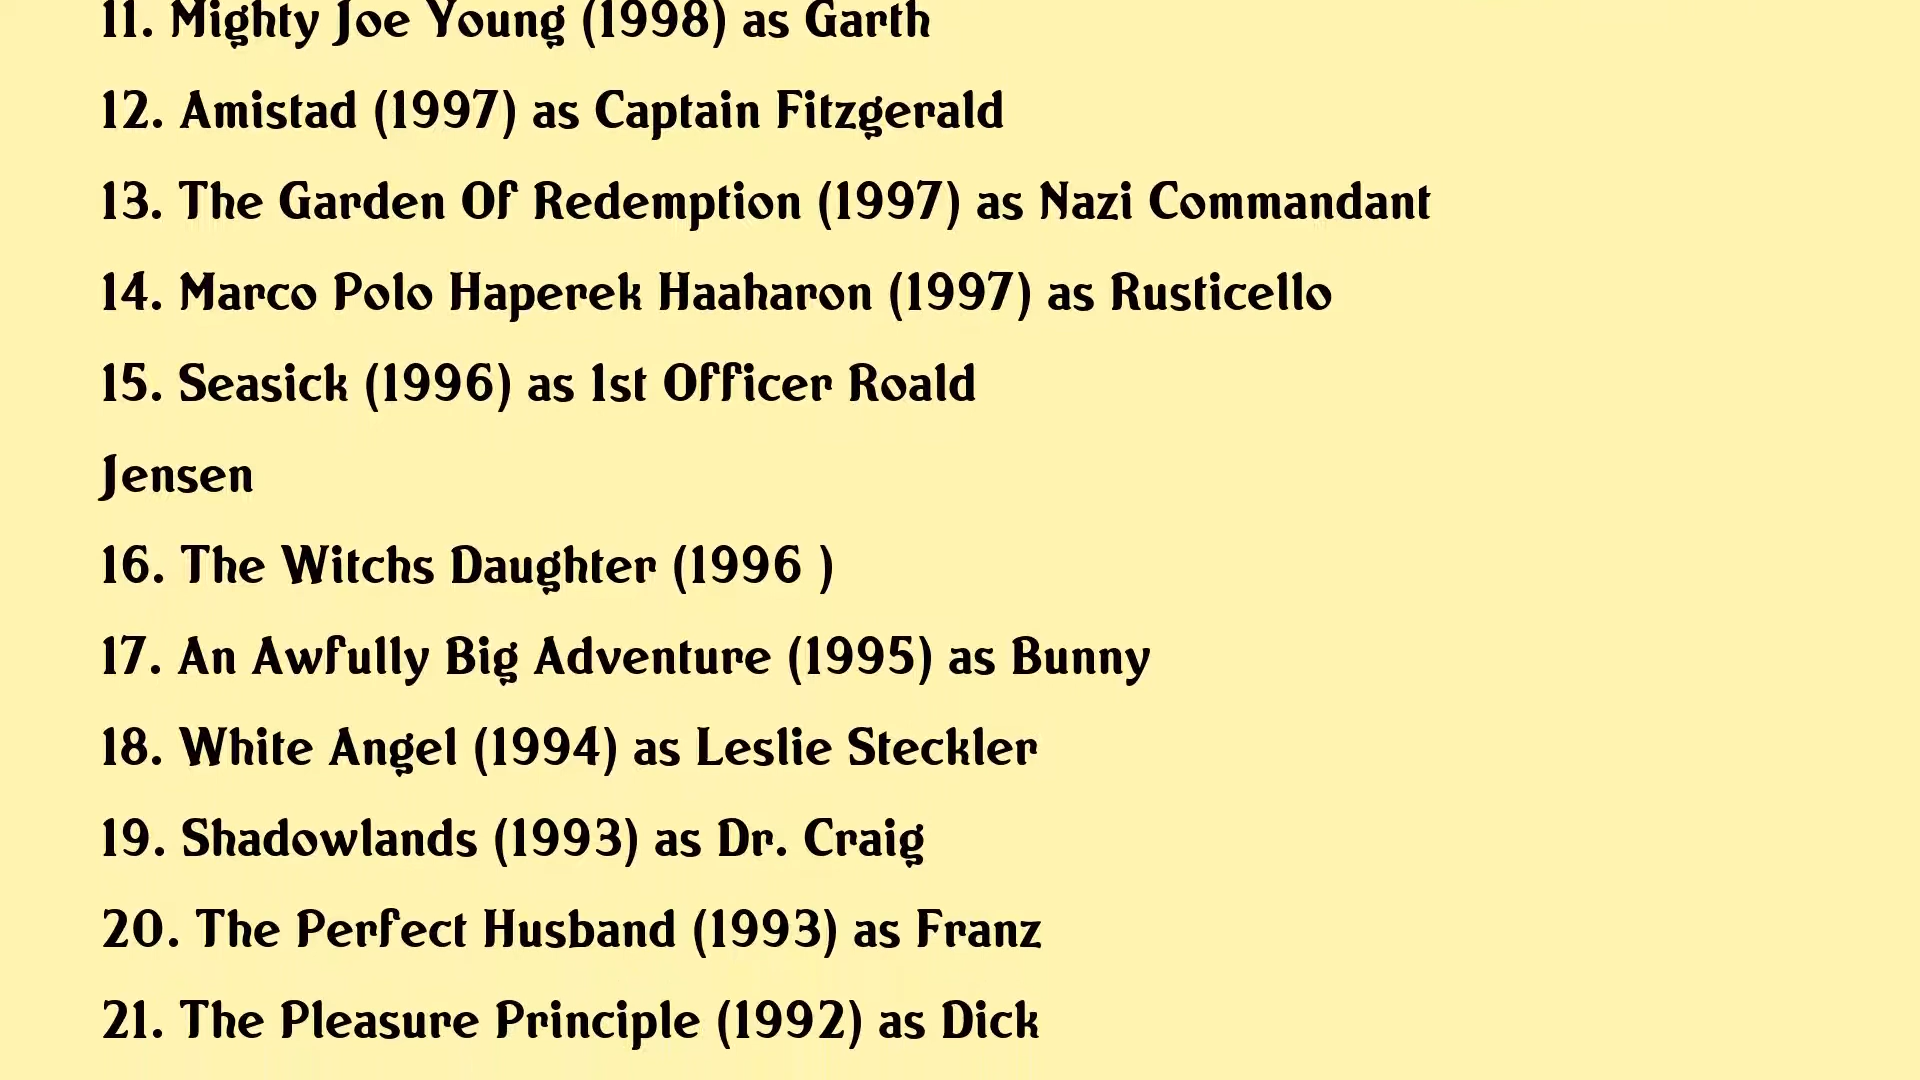 11. Mighty Joe Young (1998) as Garth
12. Amistad (1997) as Captain Fitzgerald
13. The Garden Of Redemption (1997) as Nazi Commandant
14. Marco Polo Haperek Haaharon (1997) as Rusticello
15. Seasick (1996) as 1st Officer Roald
Jensen
16. The Witchs Daughter (1996 )
17. An Awfully Big Adventure (1995) as Bunny
18. White Angel (1994) as Leslie Steckler
19. Shadowlands (1993) as Dr. Craig
20. The Perfect Husband (1993) as Franz
21. The Pleasure Principle (1992) as Dick